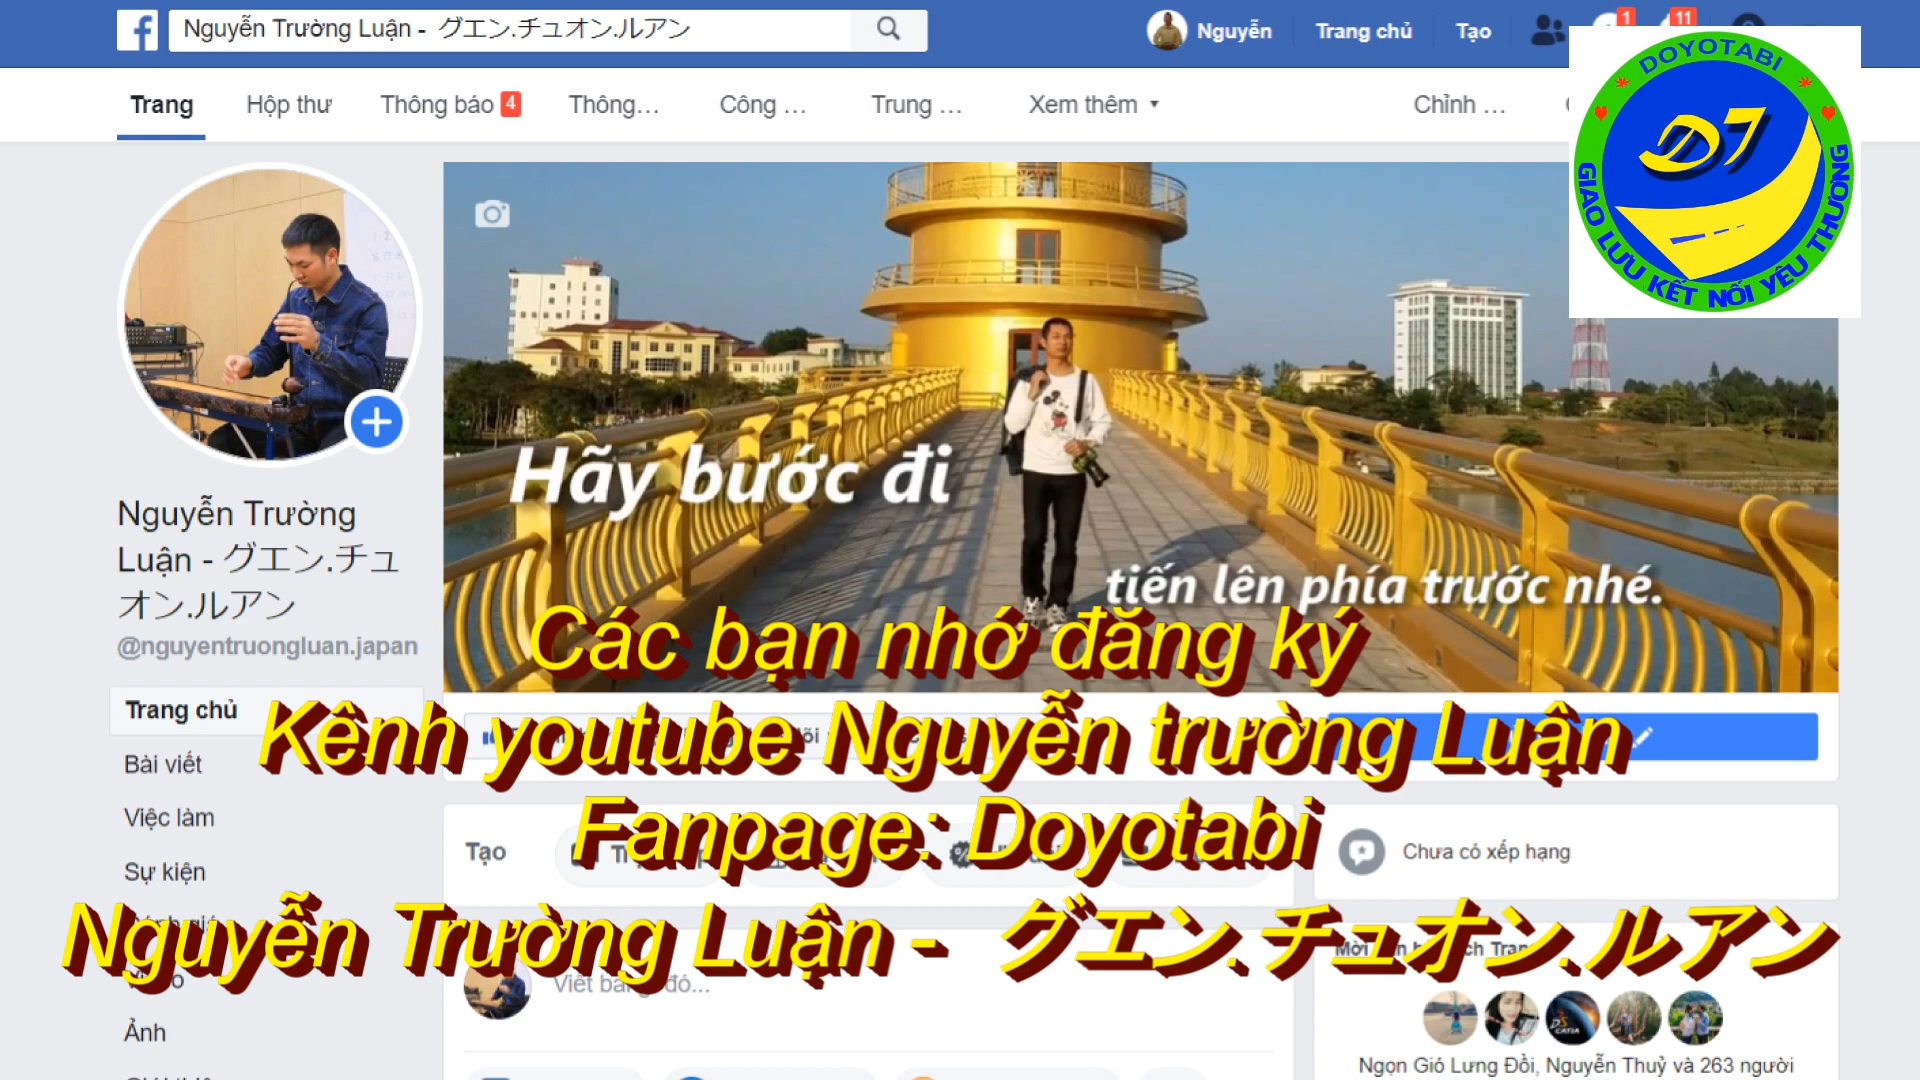 Nguyễn Trường Luận - グエン.チュオン.ルアン
Nguyễn
Trang chủ
Tạo
1
11
Trang
Hộp thư
Thông báo 4
Thông...
Công ...
Trung ...
Xem thêm
Chỉnh ...
DOYOTABI
DJ
GIAO LƯU KẾT NỐI YÊU THƯƠNG
Hãy bước đi
tiến lên phía trước nhé.
Nguyễn Trường
Luận - グエン.チュ
オン.ルアン
@nguyentruongluan.japan
Các bạn nhớ đăng ký
Kênh youtube Nguyễn trường Luận
Fanpage: Doyotabi
Nguyễn Trường Luận - グエン.チュオン.ルアン
Trang chủ
Bài viết
Việc làm
Sự kiện
Ảnh
Tạo
Chưa có xếp hạng
CATIA
Ngọn Gió Lưng Đồi, Nguyễn Thuỷ và 263 người